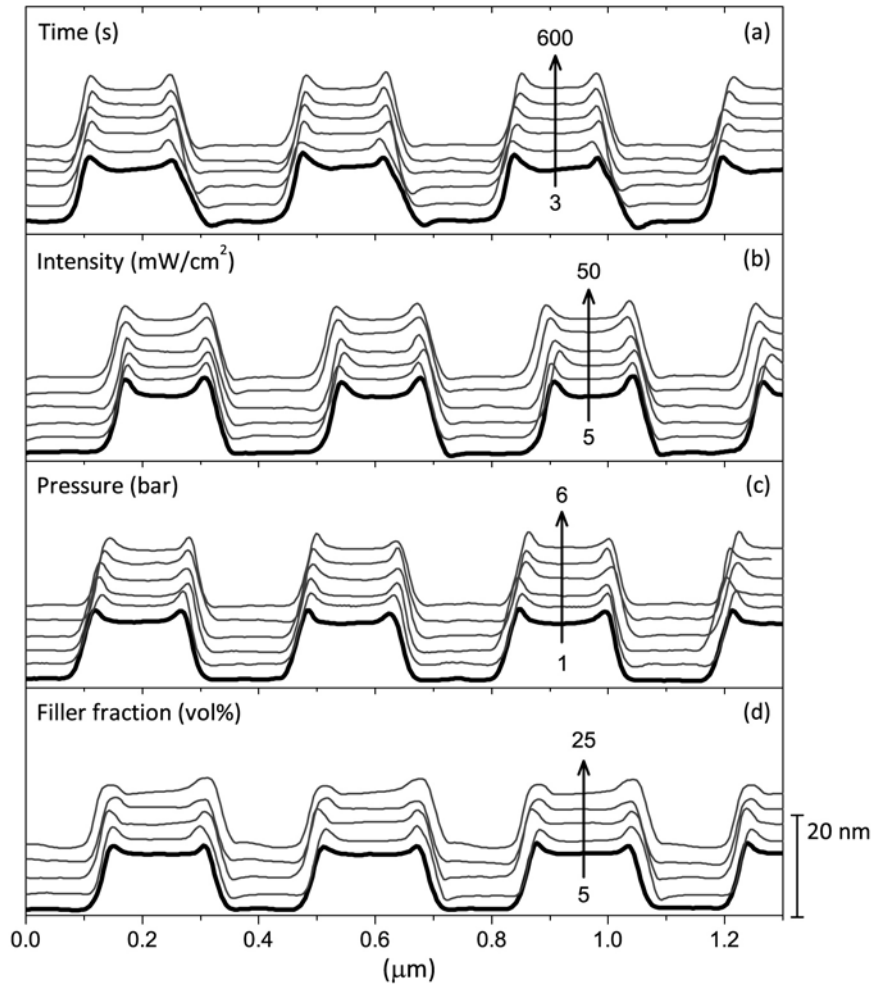 Time (s)
(a)
600
3
Intensity (mW/cm²)
(b)
50
5
Pressure (bar)
(c)
6
1
Filler fraction (vol%)
(d)
25
5
20 nm
0.0 0.2 0.4 0.6 0.8 1.0 1.2
(μm)